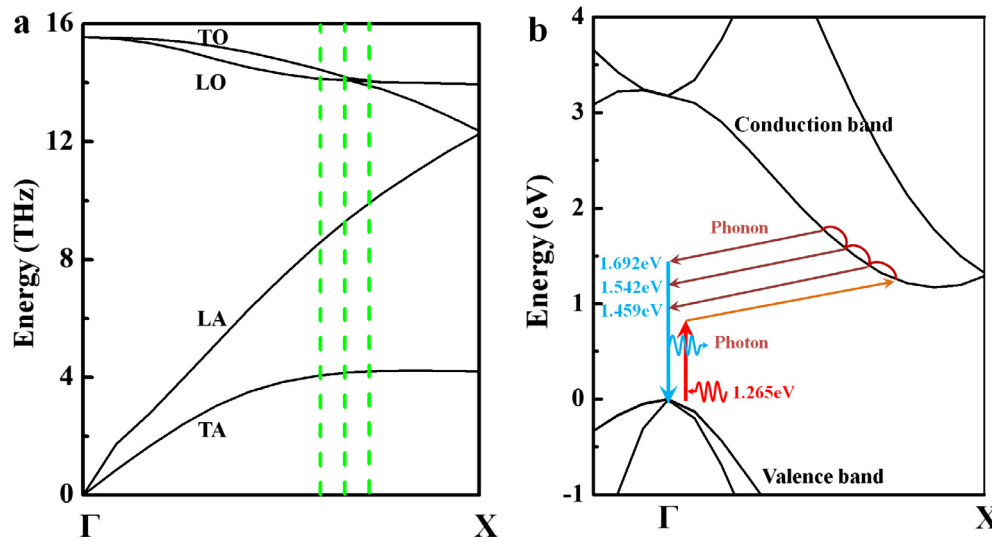 a
16
12
8
4
0
Energy (THz)
TO
LO
LA
TA
Γ
X
b
4
3
2
1
0
-1
Energy (eV)
Conduction band
Phonon
1.692eV
1.542eV
1.459eV
Photon
1.265eV
Valence band
Γ
X